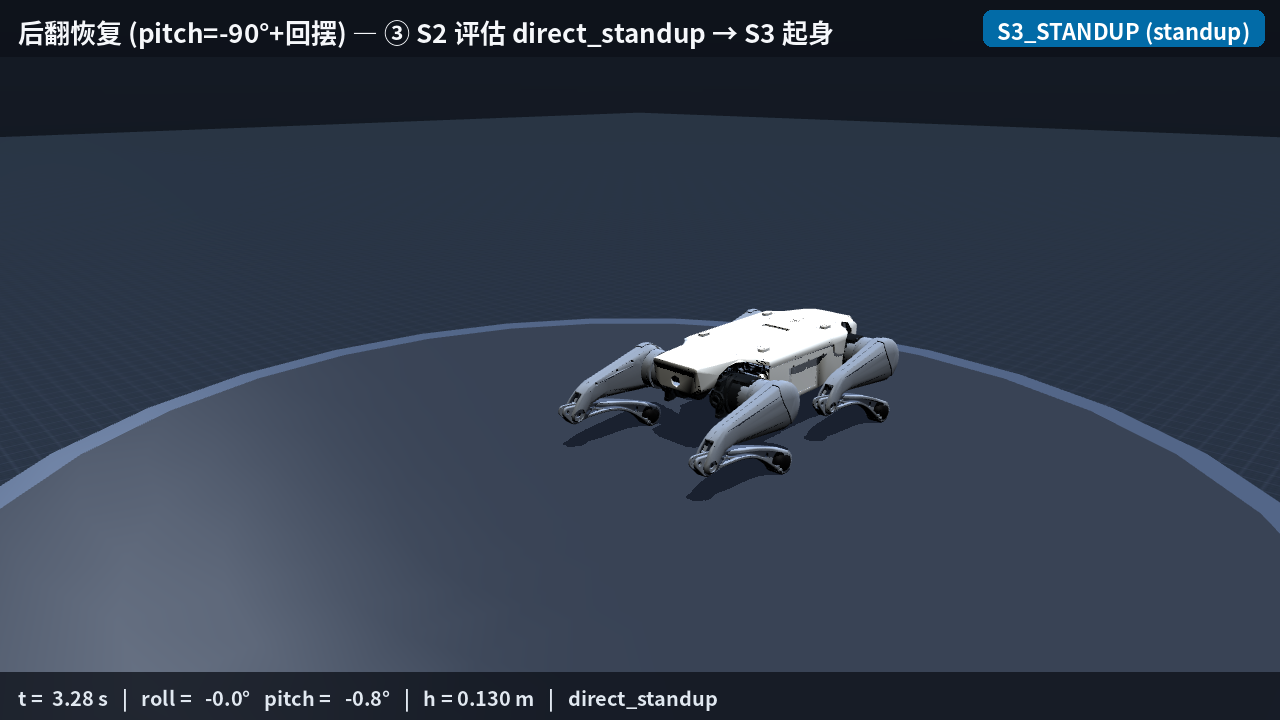 后翻恢复 (pitch=-90°+回摆) — ③ S2 评估 direct_standup → S3 起身
S3_STANDUP (standup)
t = 3.28 s | roll = -0.0° pitch = -0.8° | h = 0.130 m | direct_standup